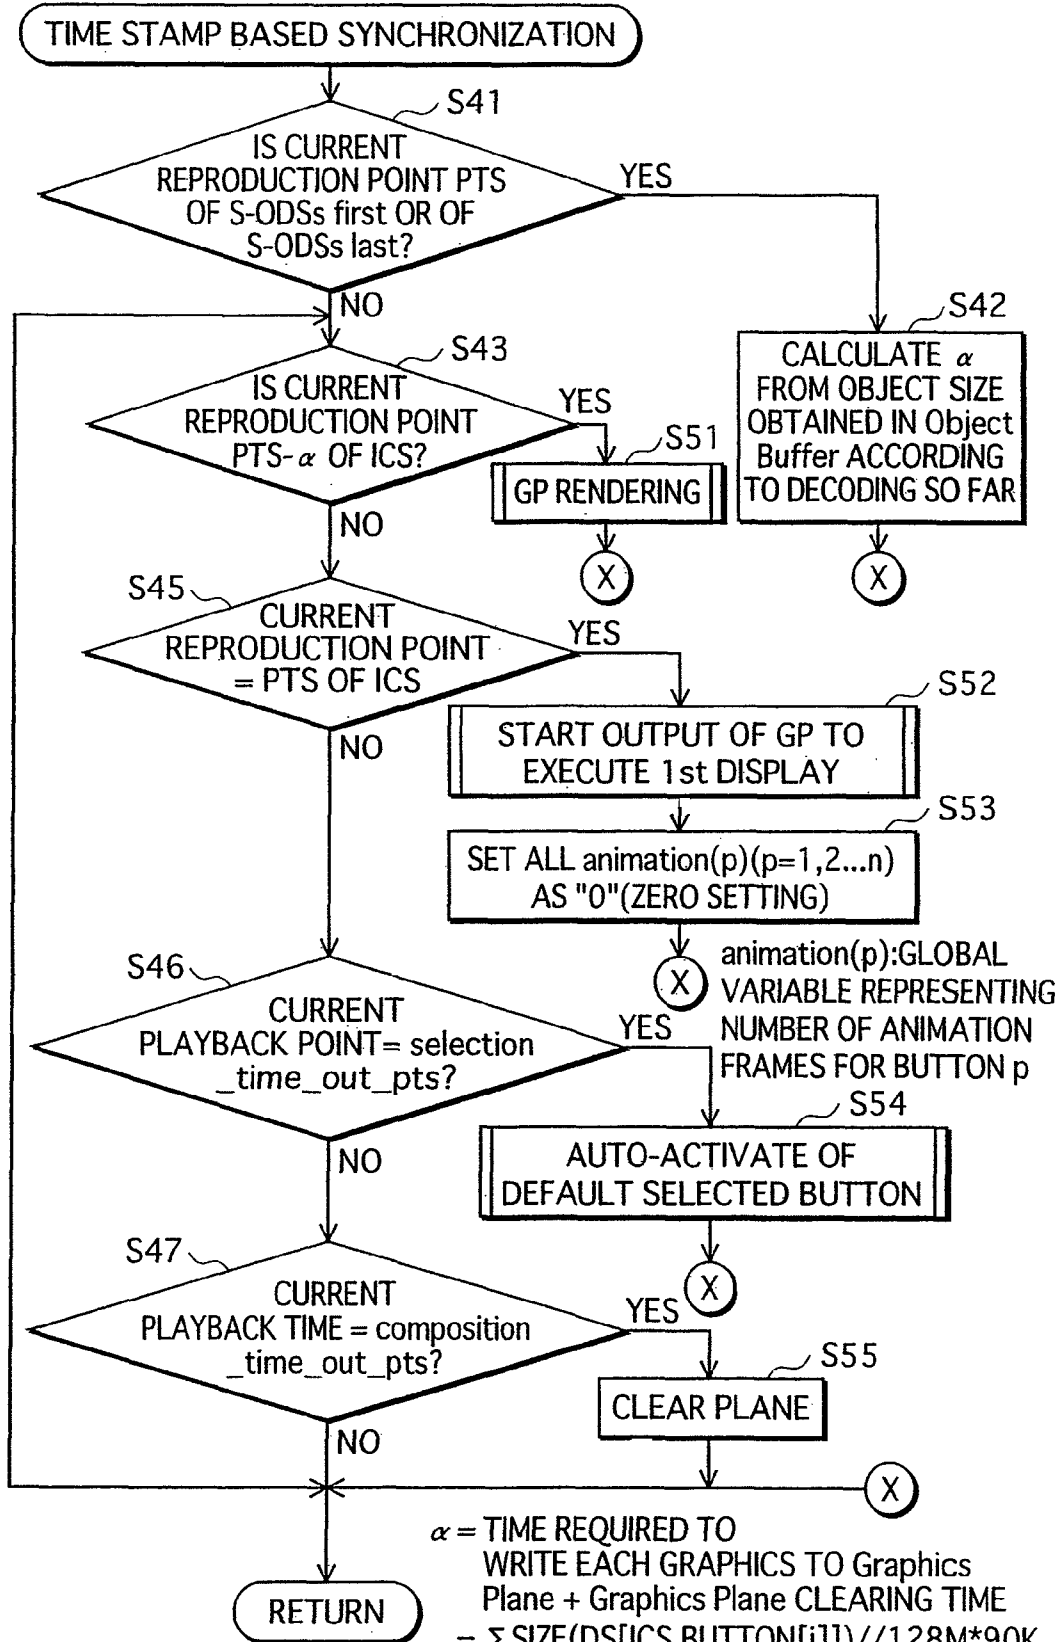 TIME STAMP BASED SYNCHRONIZATION
S41
IS CURRENT
REPRODUCTION POINT PTS
OF S-ODSs first OR OF
S-ODSs last?
YES
NO
S42
CALCULATE α
FROM OBJECT SIZE
OBTAINED IN Object
Buffer ACCORDING
TO DECODING SO FAR
X
S43
IS CURRENT
REPRODUCTION POINT
PTS-α OF ICS?
YES
NO
S51
GP RENDERING
X
S45
CURRENT
REPRODUCTION POINT
= PTS OF ICS
YES
NO
S52
START OUTPUT OF GP TO
EXECUTE 1st DISPLAY
S53
SET ALL animation(p)(p=1,2...n)
AS "0"(ZERO SETTING)
X
animation(p):GLOBAL
VARIABLE REPRESENTING
NUMBER OF ANIMATION
FRAMES FOR BUTTON p
S46
CURRENT
PLAYBACK POINT= selection
_time_out_pts?
YES
NO
S54
AUTO-ACTIVATE OF
DEFAULT SELECTED BUTTON
X
S47
CURRENT
PLAYBACK TIME = composition
_time_out_pts?
YES
NO
S55
CLEAR PLANE
X
RETURN
α = TIME REQUIRED TO
WRITE EACH GRAPHICS TO Graphics
Plane + Graphics Plane CLEARING TIME
= ΣSIZE(DS[ICS.BUTTON[i]])//128M*90K